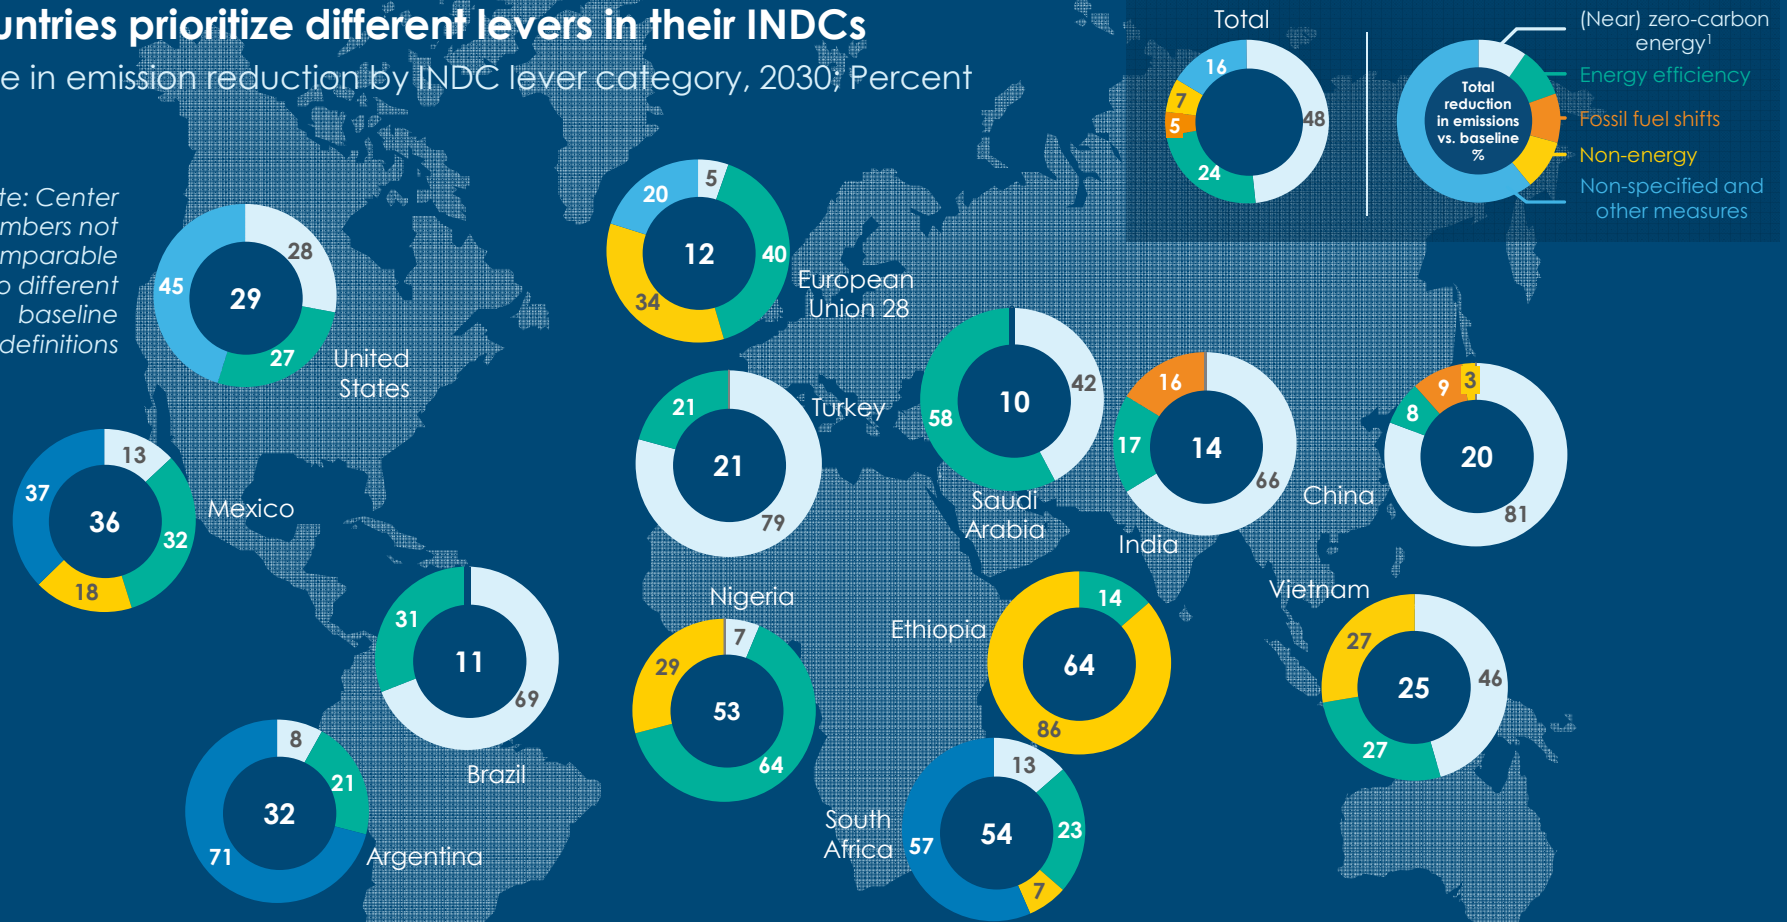 untries prioritize different levers in their INDCs
e in emission reduction by INDC lever category, 2030; Percent
te: Center
mbers not
mparable
o different
baseline
definitions
Total
16
7
5
24
48
Total
reduction
in emissions
vs. baseline
%
(Near) zero-carbon
energy¹
Energy efficiency
Fossil fuel shifts
Non-energy
Non-specified and
other measures
28
45
29
27
United
States
5
20
12
40
34
European
Union 28
13
37
36
32
18
Mexico
21
21
79
Turkey
42
58
10
Saudi
Arabia
16
17
14
66
India
9
3
8
20
81
China
31
11
69
Brazil
Nigeria
7
29
53
64
Ethiopia
14
64
86
Vietnam
27
46
25
27
8
21
32
71
Argentina
13
23
54
57
7
South
Africa